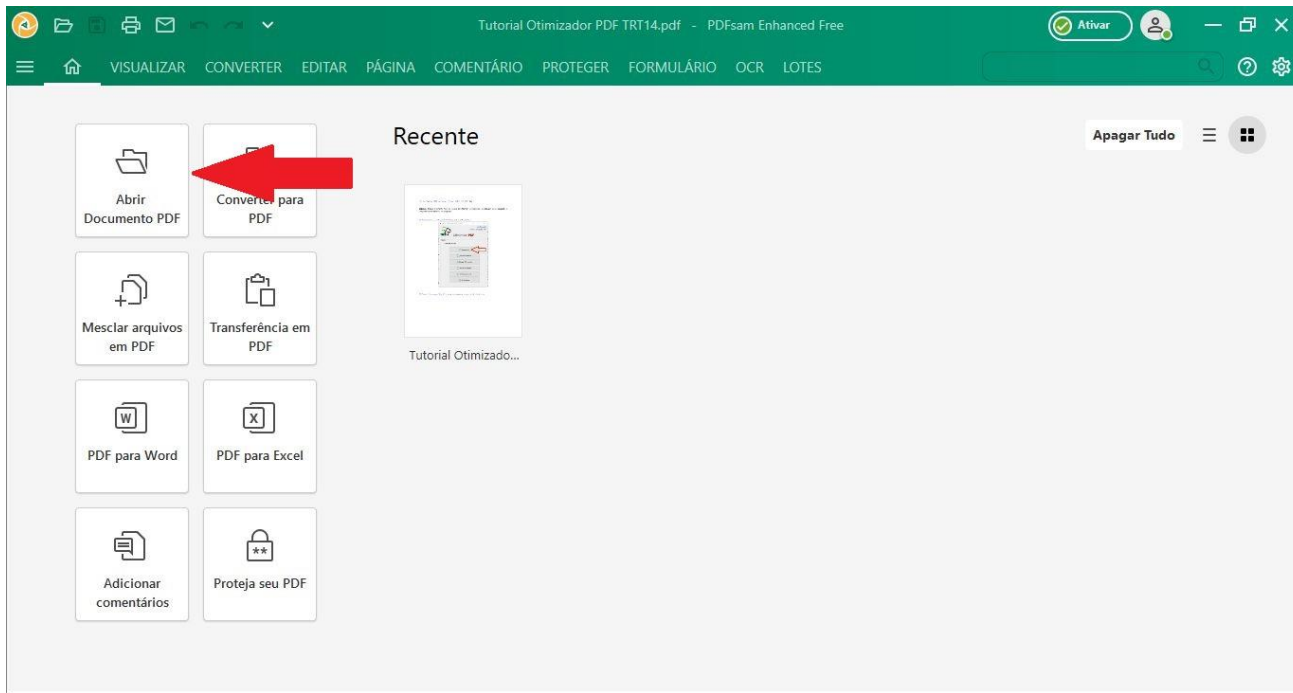 Tutorial Otimizador PDF TRT14.pdf - PDFsam Enhanced Free
Ativar
VISUALIZAR CONVERTER EDITAR PÁGINA COMENTÁRIO PROTEGER FORMULÁRIO OCR LOTES
Abrir
Documento PDF
Converter para
PDF
Mesclar arquivos
em PDF
Transferência em
PDF
W
PDF para Word
X
PDF para Excel
Adicionar
comentários
**
Proteja seu PDF
Recente
Apagar Tudo
Tutorial Otimizado...